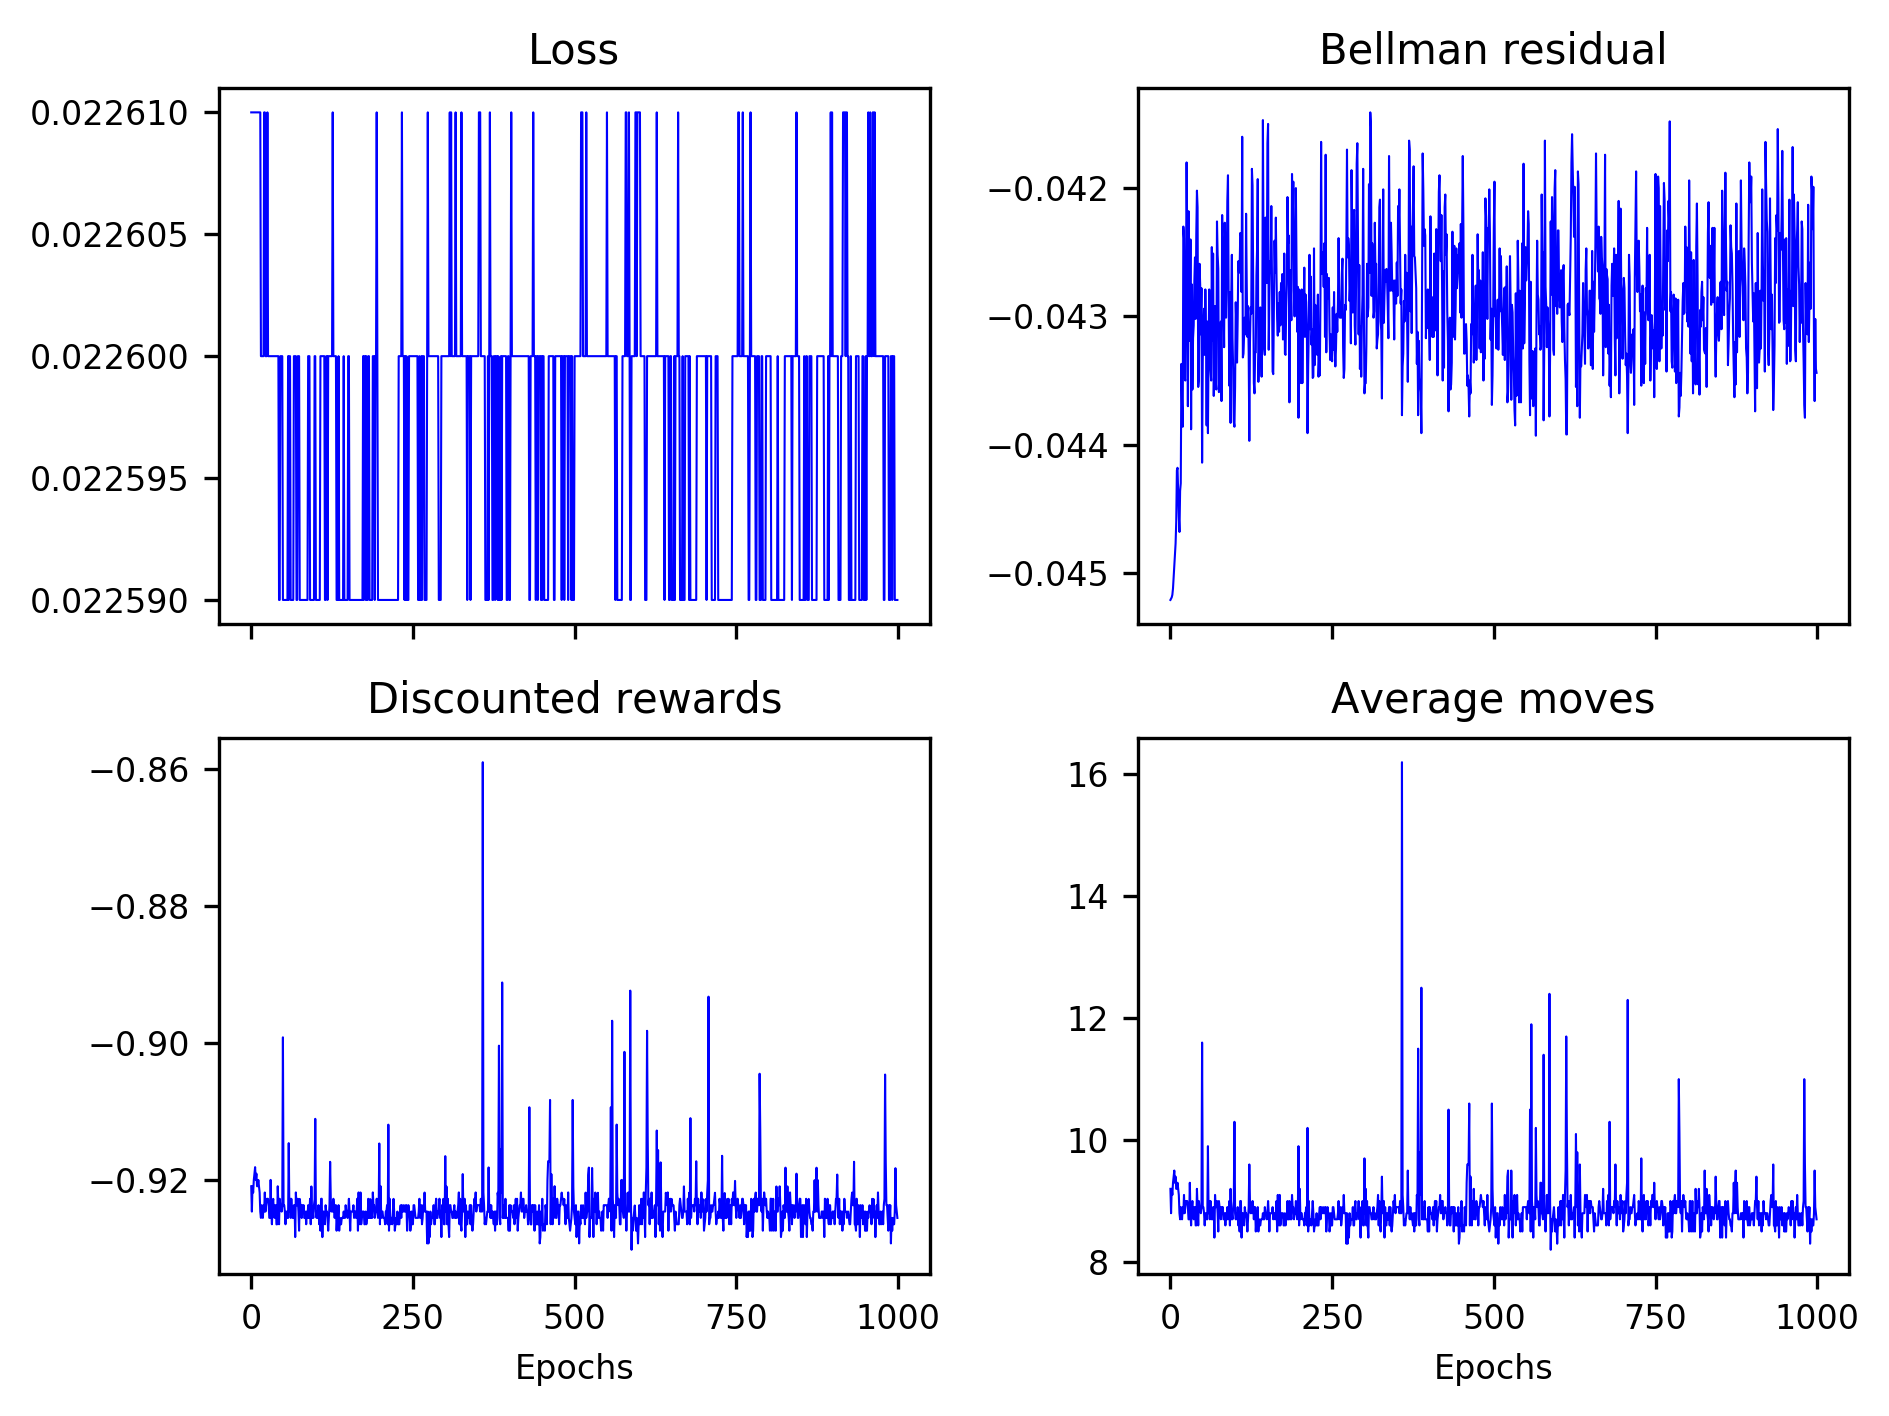 Loss
0.022610
0.022605
0.022600
0.022595
0.022590
Bellman residual
−0.042
−0.043
−0.044
−0.045
Discounted rewards
−0.86
−0.88
−0.90
−0.92
0 250 500 750 1000
Epochs
Average moves
16
14
12
10
8
0 250 500 750 1000
Epochs